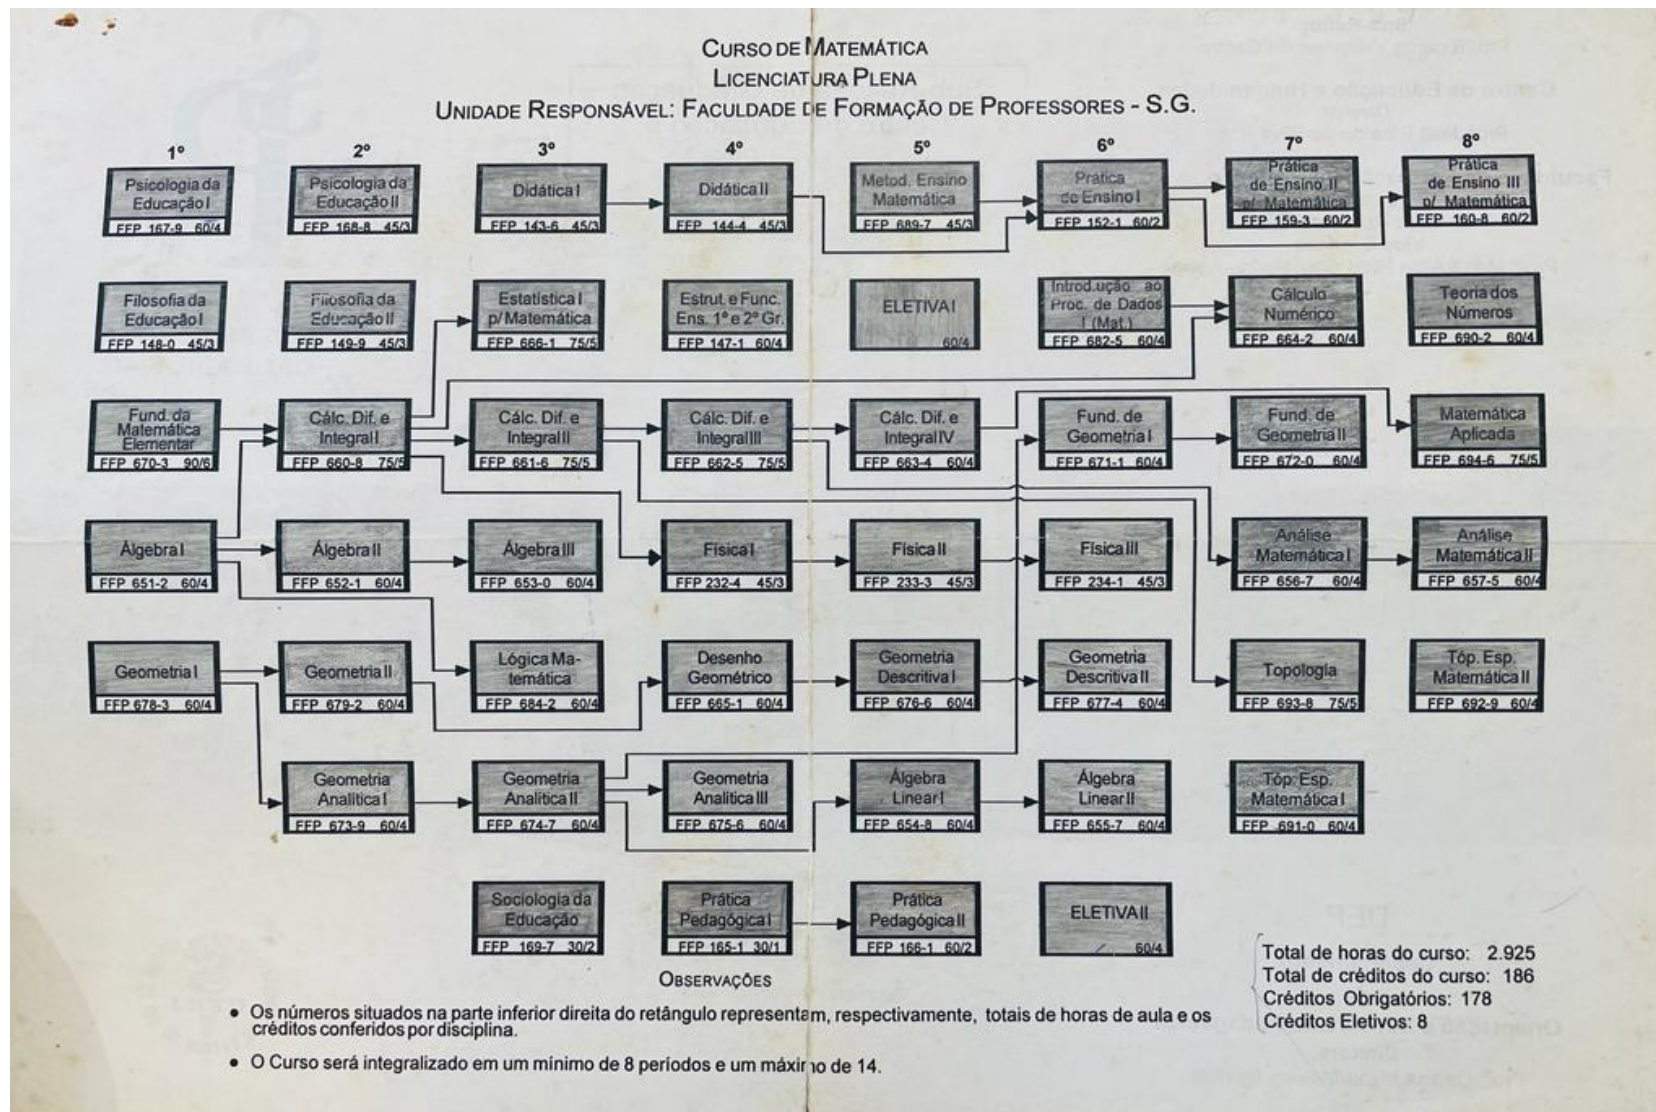 CURSO DE MATEMÁTICA
LICENCIATURA PLENA
UNIDADE RESPONSÁVEL: FACULDADE DE FORMAÇÃO DE PROFESSORES - S.G.
1º 2º 3º 4º 5º 6º 7º 8º
Psicologia da
Educação I
FFP 167-9 60/4
Psicologia da
Educação II
FFP 168-8 45/3
Didática I
FFP 143-6 45/3
Didática II
FFP 144-4 45/3
Metod. Ensino
Matemática
FFP 689-7 45/3
Prática
de Ensino I
FFP 152-1 60/2
Prática
de Ensino II
p/ Matemática
FFP 159-3 60/2
Prática
de Ensino III
p/ Matemática
FFP 160-8 60/2
Filosofia da
Educação I
FFP 148-0 45/3
Filosofia da
Educação II
FFP 149-9 45/3
Estatística I
p/ Matemática
FFP 666-1 75/5
Estrut. e Func.
Ens. 1º e 2º Gr.
FFP 147-1 60/4
ELETIVA I
60/4
Introdução ao
Proc. de Dados
I (Mat.)
FFP 682-5 60/4
Cálculo
Numérico
FFP 664-2 60/4
Teoria dos
Números
FFP 690-2 60/4
Fund. da
Matemática
Elementar
FFP 670-3 90/6
Cálc. Dif. e
Integral I
FFP 660-8 75/5
Cálc. Dif. e
Integral II
FFP 661-6 75/5
Cálc. Dif. e
Integral III
FFP 662-5 75/5
Cálc. Dif. e
Integral IV
FFP 663-4 60/4
Fund. de
Geometria I
FFP 671-1 60/4
Fund. de
Geometria II
FFP 672-0 60/4
Matemática
Aplicada
FFP 694-6 75/5
Álgebra I
FFP 651-2 60/4
Álgebra II
FFP 652-1 60/4
Álgebra III
FFP 653-0 60/4
Física I
FFP 232-4 45/3
Física II
FFP 233-3 45/3
Física III
FFP 234-1 45/3
Análise
Matemática I
FFP 656-7 60/4
Análise
Matemática II
FFP 657-5 60/4
Geometria I
FFP 678-3 60/4
Geometria II
FFP 679-2 60/4
Lógica Ma-
temática
FFP 684-2 60/4
Desenho
Geométrico
FFP 665-1 60/4
Geometria
Descritiva I
FFP 676-6 60/4
Geometria
Descritiva II
FFP 677-4 60/4
Topologia
FFP 693-8 75/5
Tóp. Esp.
Matemática II
FFP 692-9 60/4
Geometria
Analítica I
FFP 673-9 60/4
Geometria
Analítica II
FFP 674-7 60/4
Geometria
Analítica III
FFP 675-6 60/4
Álgebra
Linear I
FFP 654-8 60/4
Álgebra
Linear II
FFP 655-7 60/4
Tóp. Esp.
Matemática I
FFP 691-0 60/4
Sociologia da
Educação
FFP 169-7 30/2
Prática
Pedagógica I
FFP 165-1 30/1
Prática
Pedagógica II
FFP 166-1 60/2
ELETIVA II
60/4
Total de horas do curso: 2.925
Total de créditos do curso: 186
Créditos Obrigatórios: 178
Créditos Eletivos: 8
OBSERVAÇÕES
• Os números situados na parte inferior direita do retângulo representam, respectivamente, totais de horas de aula e os
créditos conferidos por disciplina.
• O Curso será integralizado em um mínimo de 8 períodos e um máximo de 14.